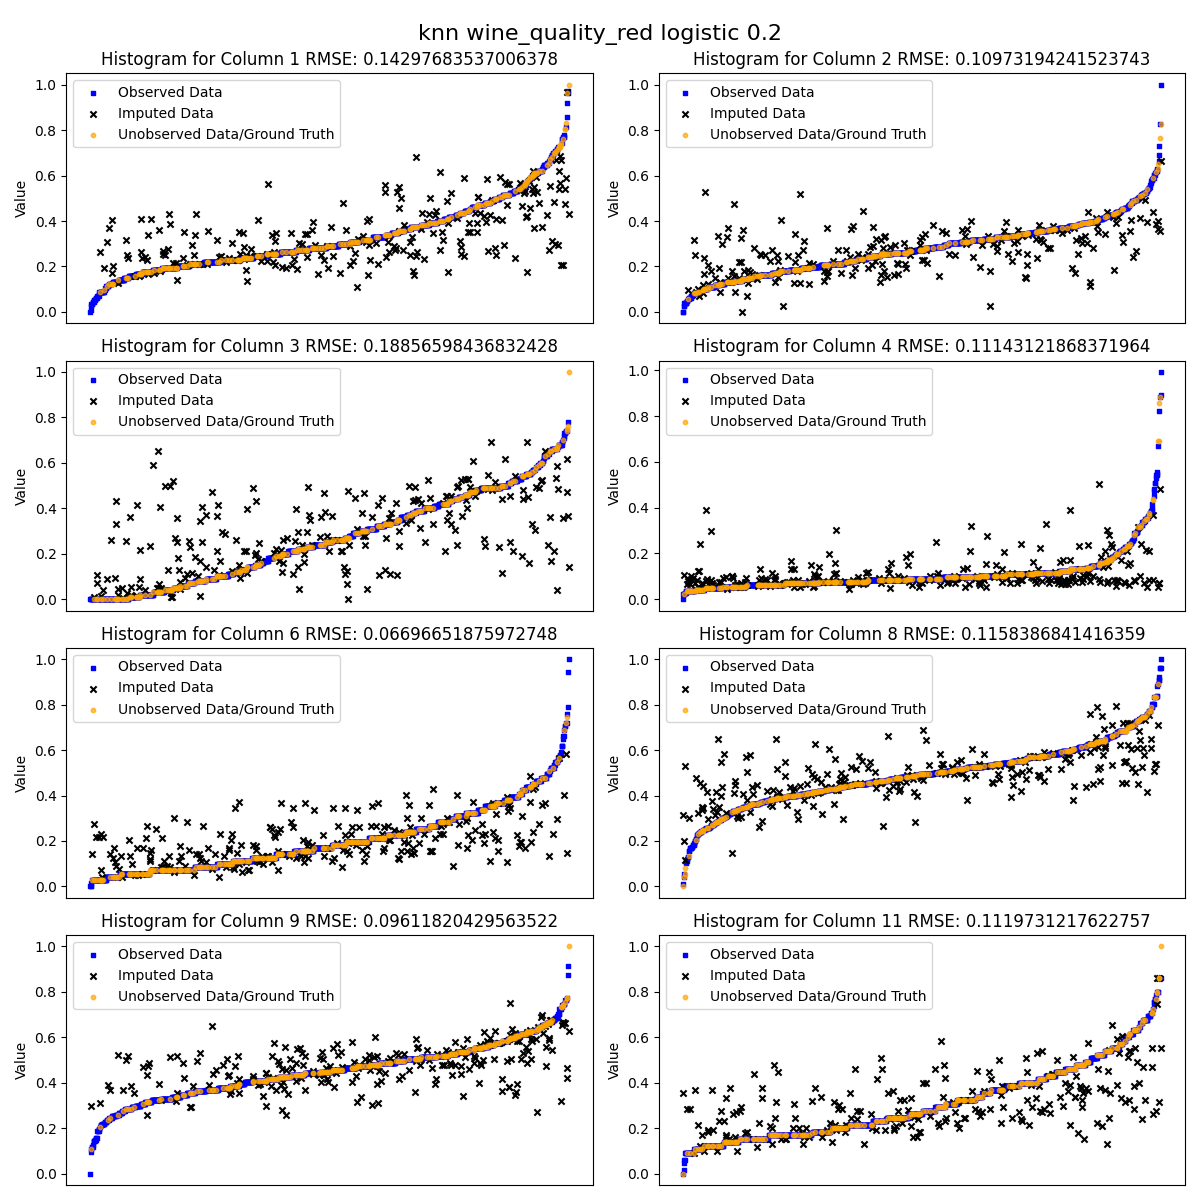 knn wine_quality_red logistic 0.2
Histogram for Column 1 RMSE: 0.14297683537006378
Value
1.0
0.8
0.6
0.4
0.2
0.0
Observed Data
Imputed Data
Unobserved Data/Ground Truth
Histogram for Column 2 RMSE: 0.10973194241523743
Value
1.0
0.8
0.6
0.4
0.2
0.0
Observed Data
Imputed Data
Unobserved Data/Ground Truth
Histogram for Column 3 RMSE: 0.18856598436832428
Value
1.0
0.8
0.6
0.4
0.2
0.0
Observed Data
Imputed Data
Unobserved Data/Ground Truth
Histogram for Column 4 RMSE: 0.11143121868371964
Value
1.0
0.8
0.6
0.4
0.2
0.0
Observed Data
Imputed Data
Unobserved Data/Ground Truth
Histogram for Column 6 RMSE: 0.06696651875972748
Value
1.0
0.8
0.6
0.4
0.2
0.0
Observed Data
Imputed Data
Unobserved Data/Ground Truth
Histogram for Column 8 RMSE: 0.1158386841416359
Value
1.0
0.8
0.6
0.4
0.2
0.0
Observed Data
Imputed Data
Unobserved Data/Ground Truth
Histogram for Column 9 RMSE: 0.09611820429563522
Value
1.0
0.8
0.6
0.4
0.2
0.0
Observed Data
Imputed Data
Unobserved Data/Ground Truth
Histogram for Column 11 RMSE: 0.1119731217622757
Value
1.0
0.8
0.6
0.4
0.2
0.0
Observed Data
Imputed Data
Unobserved Data/Ground Truth